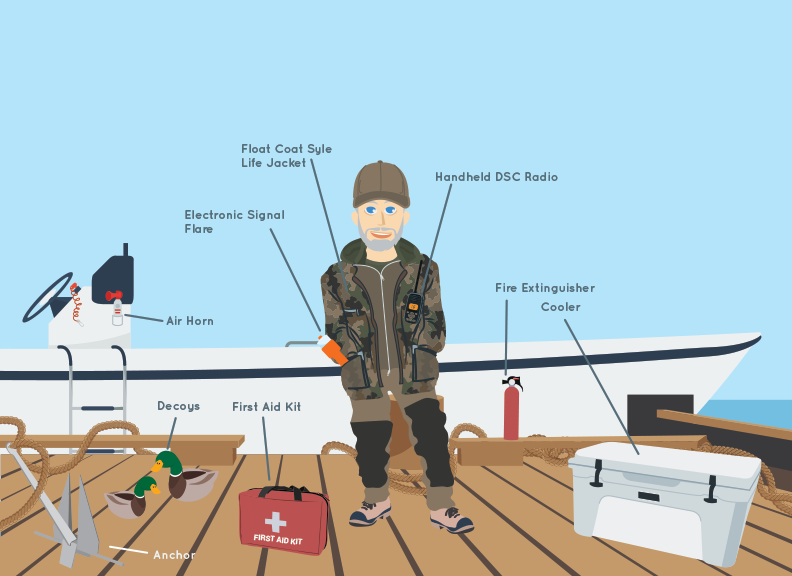 Float Coat Syle
Life Jacket
Handheld DSC Radio
Electronic Signal
Flare
Fire Extinguisher
Cooler
Air Horn
Decoys
First Aid Kit
FIRST AID KIT
Anchor